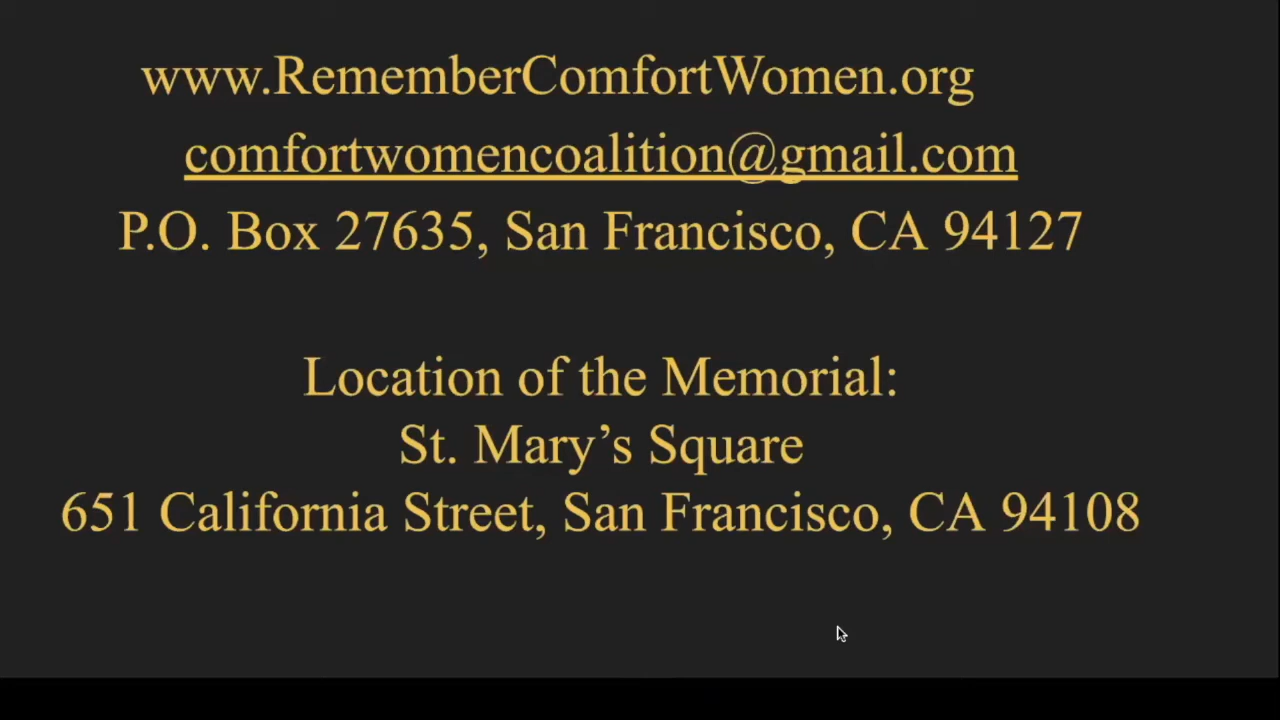 www.RememberComfortWomen.org
comfortwomencoalition@gmail.com
P.O. Box 27635, San Francisco, CA 94127
Location of the Memorial:
St. Mary’s Square
651 California Street, San Francisco, CA 94108